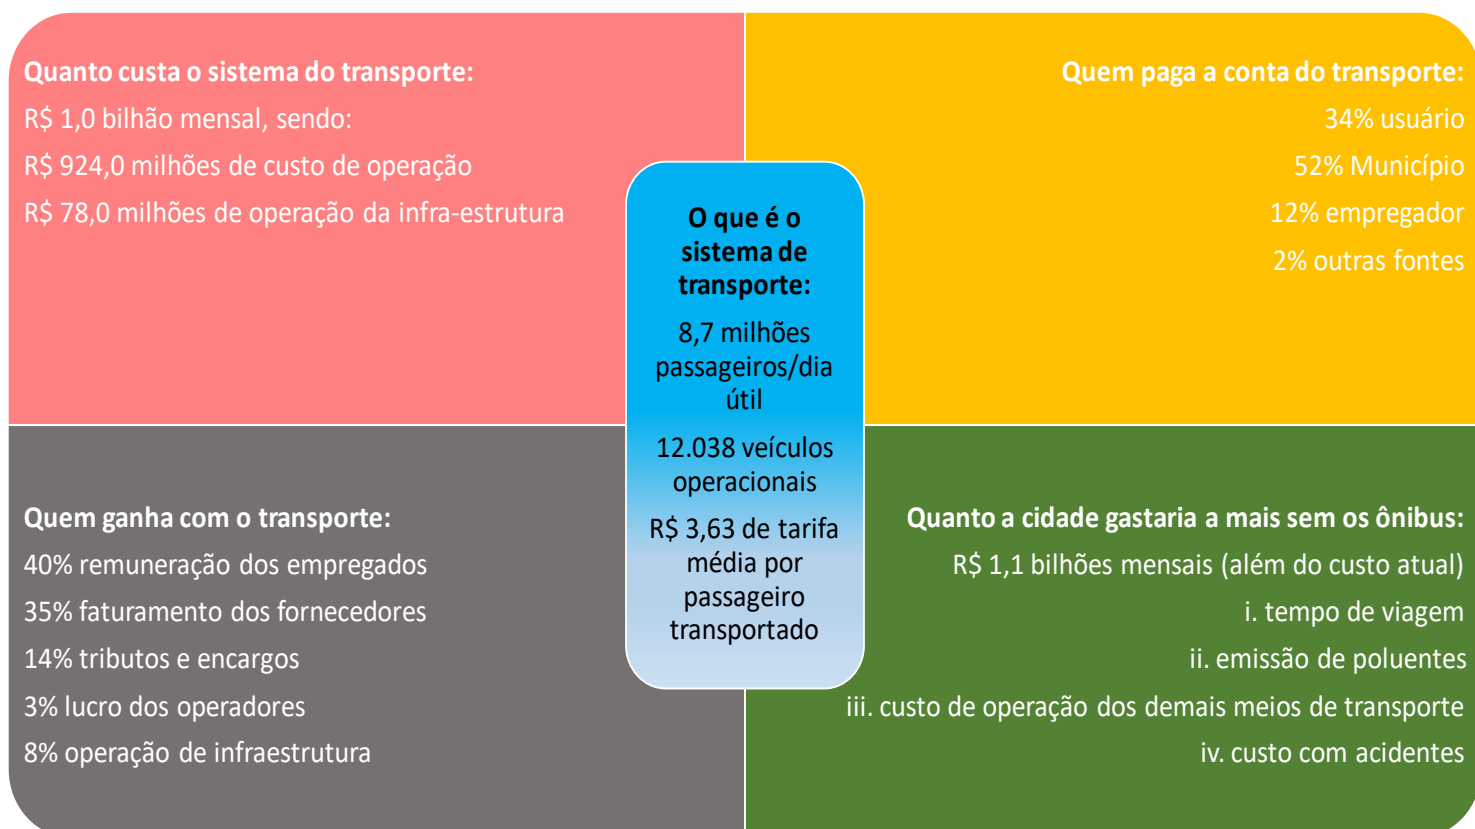 Quanto custa o sistema do transporte:
R$ 1,0 bilhão mensal, sendo:
R$ 924,0 milhões de custo de operação
R$ 78,0 milhões de operação da infra-estrutura
Quem paga a conta do transporte:
34% usuário
52% Município
12% empregador
2% outras fontes
O que é o
sistema de
transporte:
8,7 milhões
passageiros/dia
útil
12.038 veículos
operacionais
R$ 3,63 de tarifa
média por
passageiro
transportado
Quem ganha com o transporte:
40% remuneração dos empregados
35% faturamento dos fornecedores
14% tributos e encargos
3% lucro dos operadores
8% operação de infraestrutura
Quanto a cidade gastaria a mais sem os ônibus:
R$ 1,1 bilhões mensais (além do custo atual)
i. tempo de viagem
ii. emissão de poluentes
iii. custo de operação dos demais meios de transporte
iv. custo com acidentes